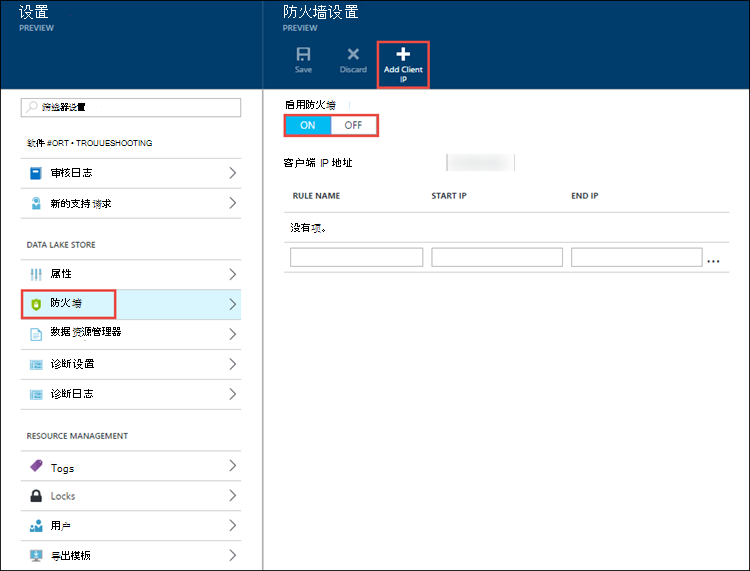 设置
PREVIEW
筛选器设置
软件 #ORT • TROUUESHOOTING
审核日志
新的支持请求
DATA LAKE STORE
属性
防火墙
数据资源管理器
诊断设置
诊断日志
RESOURCE MANAGEMENT
Togs
Locks
用户
导出模板
防火墙设置
PREVIEW
Save
Discard
Add Client
IP
启用防火墙
ON
OFF
客户端 IP 地址
RULE NAME
START IP
END IP
没有项。
...